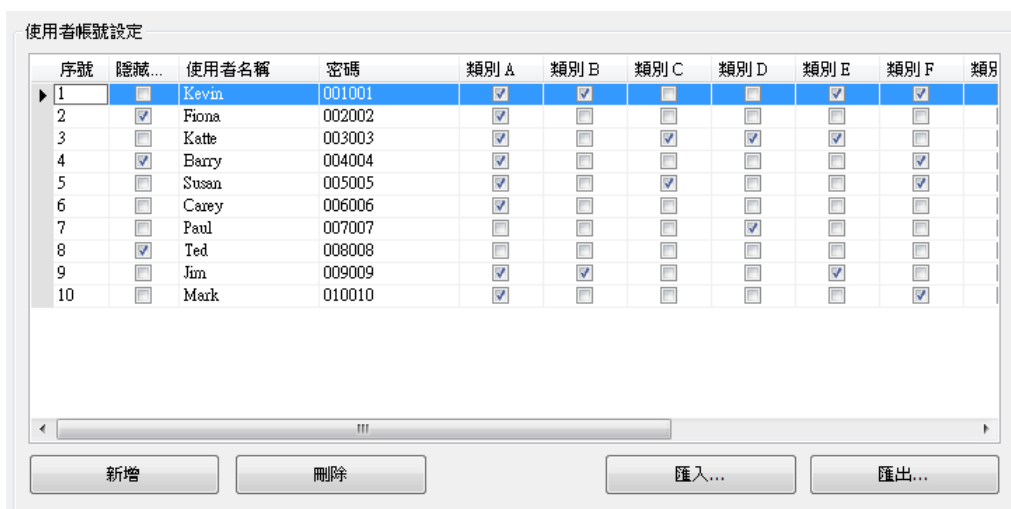 使用者帳號設定
序號 隱藏... 使用者名稱 密碼 類別 A 類別 B 類別 C 類別 D 類別 E 類別 F
1 Kevin 001001
2 Fiona 002002
3 Katte 003003
4 Barry 004004
5 Susan 005005
6 Carey 006006
7 Paul 007007
8 Ted 008008
9 Jim 009009
10 Mark 010010
新增 刪除 匯入... 匯出...